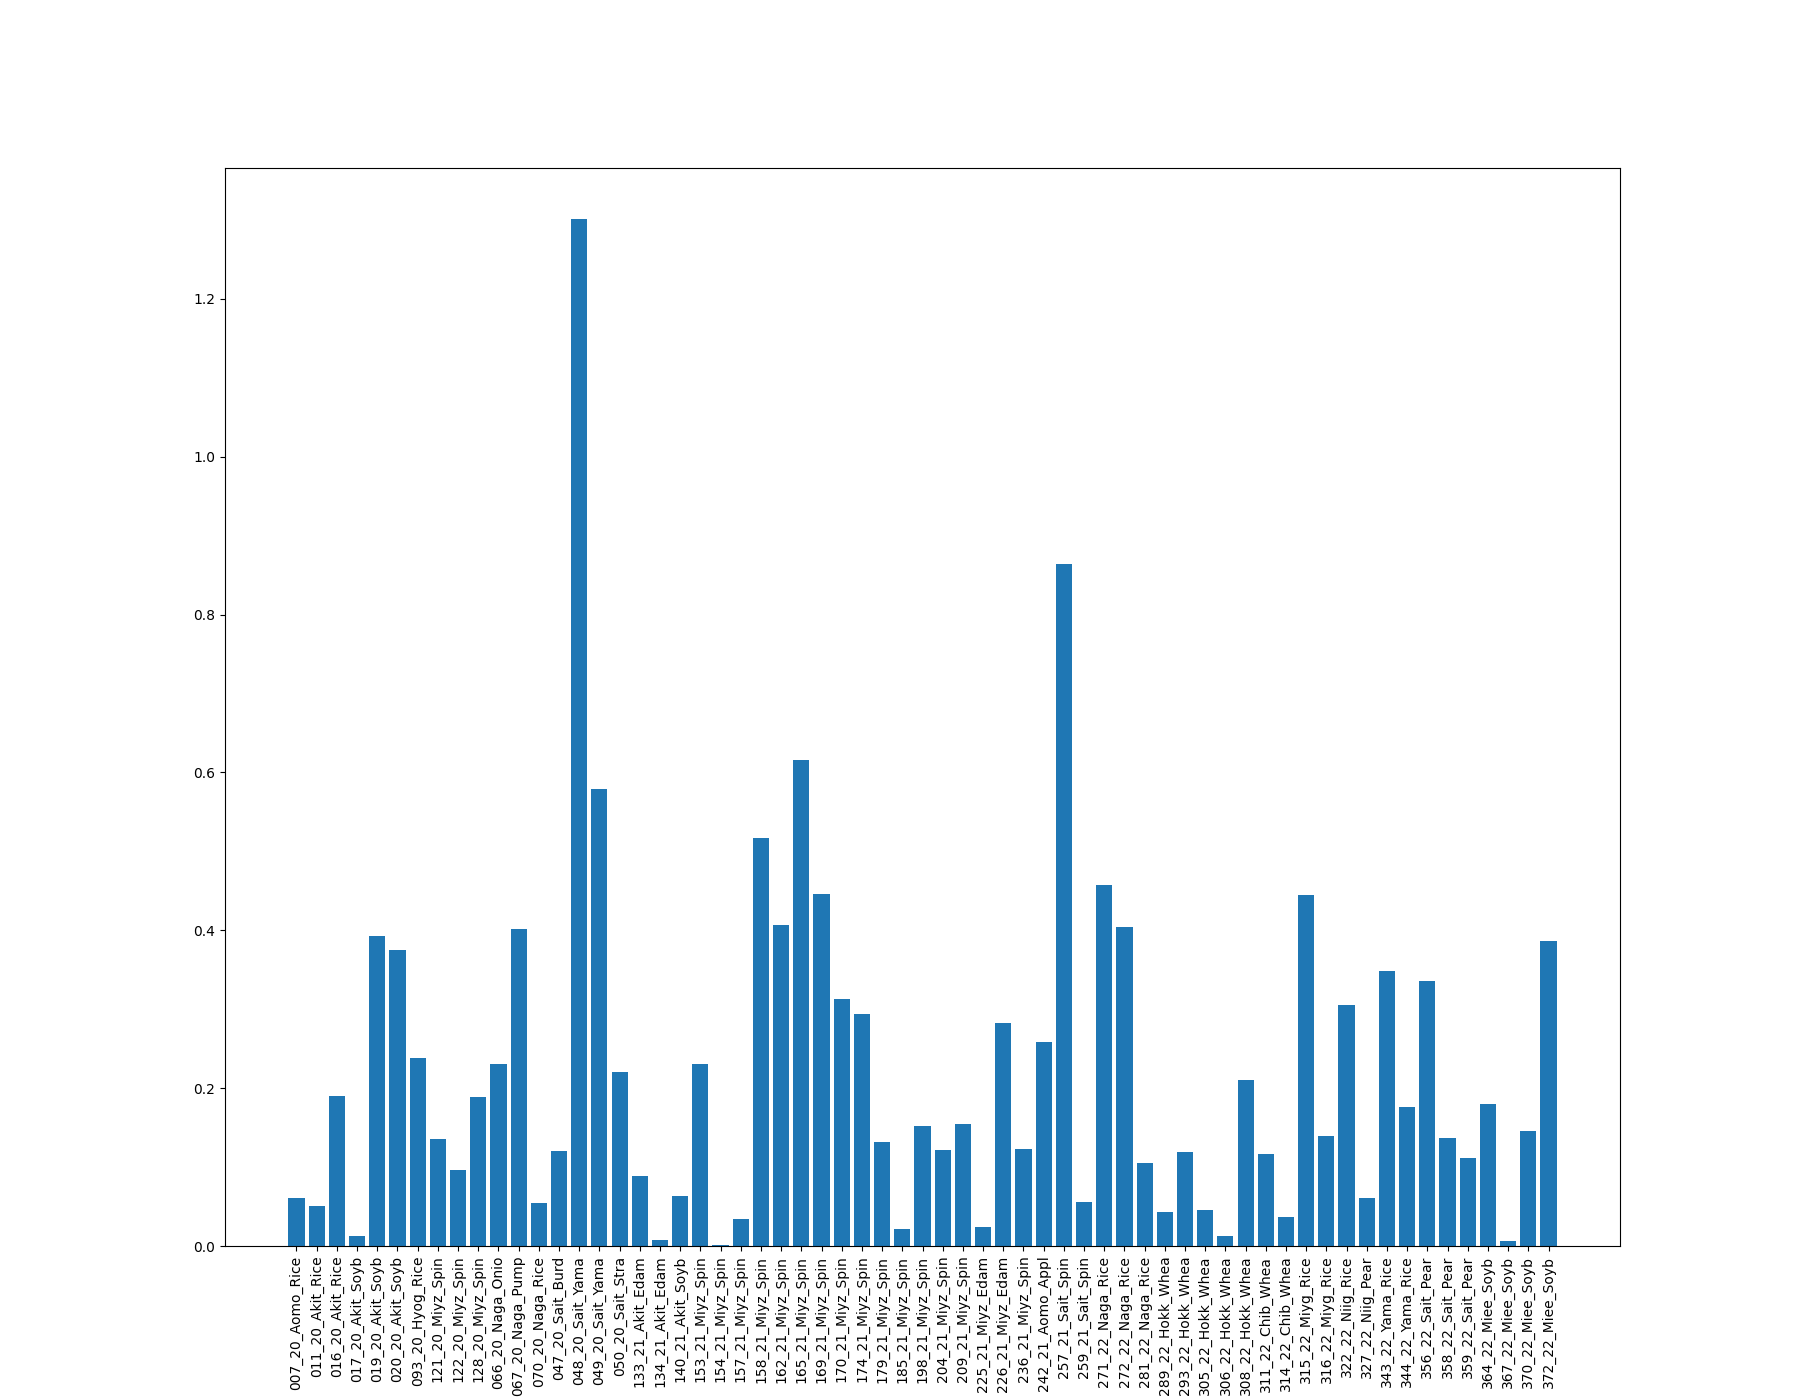 1.2
1.0
0.8
0.6
0.4
0.2
0.0
007_20_Aomo_Rice
011_20_Akit_Rice
016_20_Akit_Rice
017_20_Akit_Soyb
019_20_Akit_Soyb
020_20_Akit_Soyb
093_20_Hyog_Rice
121_20_Miyz_Spin
122_20_Miyz_Spin
128_20_Miyz_Spin
066_20_Naga_Onio
067_20_Naga_Pump
070_20_Naga_Rice
047_20_Sait_Burd
048_20_Sait_Yama
049_20_Sait_Yama
050_20_Sait_Stra
133_21_Akit_Edam
134_21_Akit_Edam
140_21_Akit_Soyb
153_21_Miyz_Spin
154_21_Miyz_Spin
157_21_Miyz_Spin
158_21_Miyz_Spin
162_21_Miyz_Spin
165_21_Miyz_Spin
169_21_Miyz_Spin
170_21_Miyz_Spin
174_21_Miyz_Spin
179_21_Miyz_Spin
185_21_Miyz_Spin
198_21_Miyz_Spin
204_21_Miyz_Spin
209_21_Miyz_Spin
225_21_Miyz_Edam
226_21_Miyz_Edam
236_21_Miyz_Spin
242_21_Aomo_Appl
257_21_Sait_Spin
259_21_Sait_Spin
271_22_Naga_Rice
272_22_Naga_Rice
281_22_Naga_Rice
289_22_Hokk_Whea
293_22_Hokk_Whea
305_22_Hokk_Whea
306_22_Hokk_Whea
308_22_Hokk_Whea
311_22_Chib_Whea
314_22_Chib_Whea
315_22_Miyg_Rice
316_22_Miyg_Rice
322_22_Niig_Rice
327_22_Niig_Pear
343_22_Yama_Rice
344_22_Yama_Rice
356_22_Sait_Pear
358_22_Sait_Pear
359_22_Sait_Pear
364_22_Miee_Soyb
367_22_Miee_Soyb
370_22_Miee_Soyb
372_22_Miee_Soyb